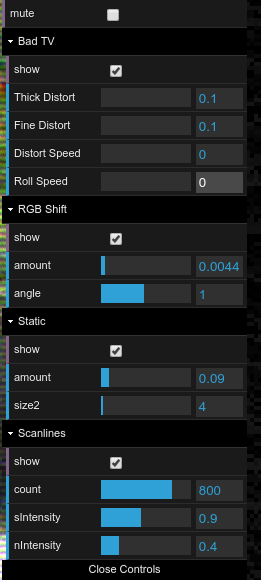 mute
Bad TV
show
Thick Distort 0.1
Fine Distort 0.1
Distort Speed 0
Roll Speed 0
RGB Shift
show
amount 0.0044
angle 1
Static
show
amount 0.09
size2 4
Scanlines
show
count 800
sIntensity 0.9
nIntensity 0.4
Close Controls